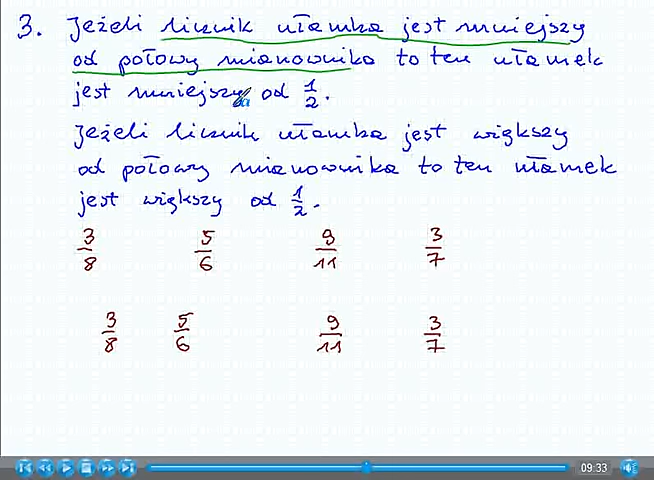 3. Jeżeli licznik ułamka jest mniejszy
od połowy mianownika to ten ułamek
jest mniejszy od 1/2.
Jeżeli licznik ułamka jest większy
od połowy mianownika to ten ułamek
jest większy od 1/2.
3/8 5/6 9/11 3/7
3/8 5/6 9/11 3/7
09:33